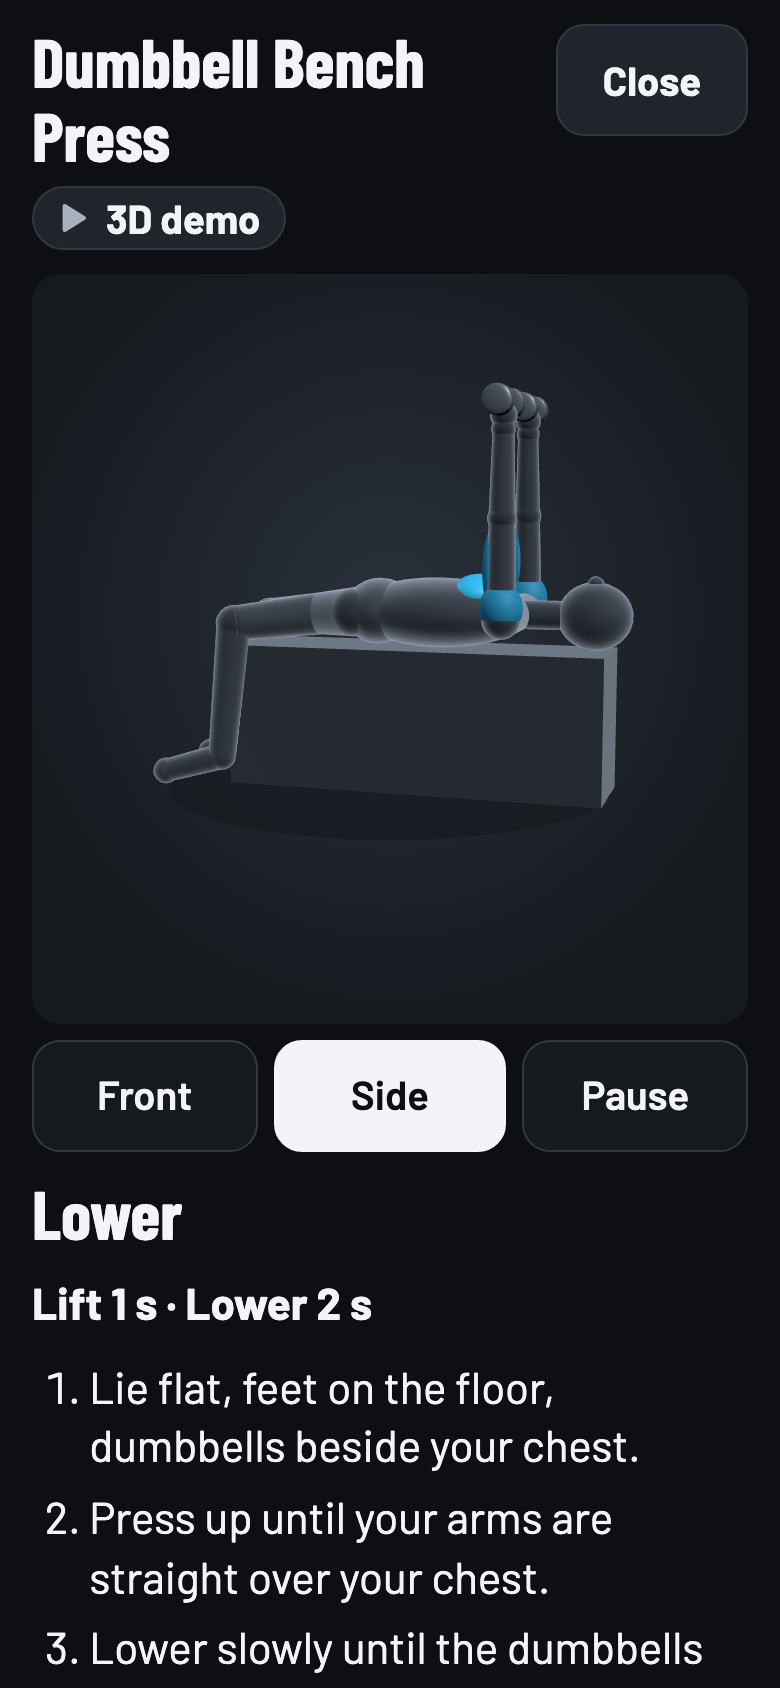 Dumbbell Bench
Press
Close
3D demo
Front
Side
Pause
Lower
Lift 1 s · Lower 2 s
1. Lie flat, feet on the floor,
dumbbells beside your chest.
2. Press up until your arms are
straight over your chest.
3. Lower slowly until the dumbbells